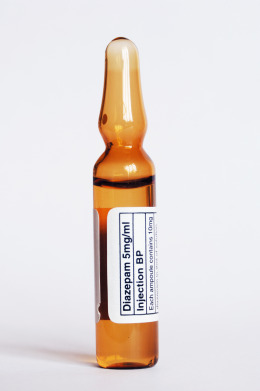 Diazepam 5mg/ml
Injection BP
Each ampoule contains 10mg